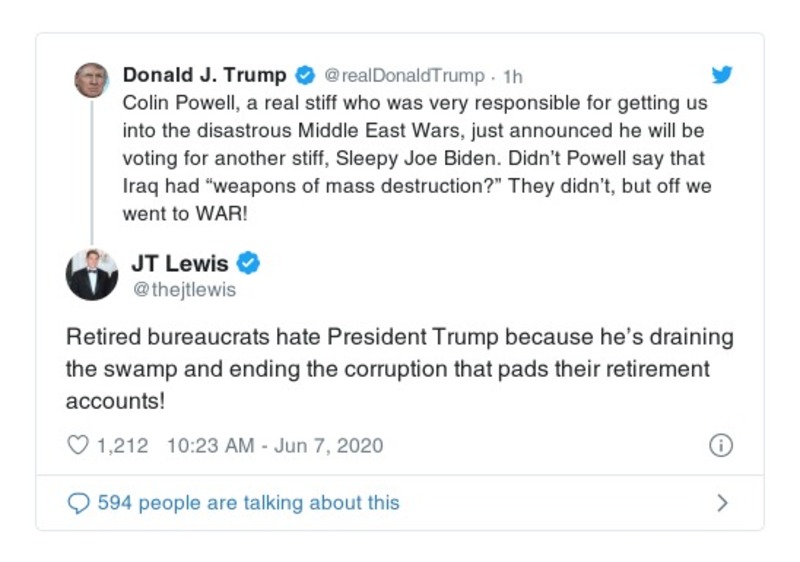 Donald J. Trump @realDonaldTrump · 1h
Colin Powell, a real stiff who was very responsible for getting us
into the disastrous Middle East Wars, just announced he will be
voting for another stiff, Sleepy Joe Biden. Didn’t Powell say that
Iraq had “weapons of mass destruction?” They didn’t, but off we
went to WAR!
JT Lewis
@thejtlewis
Retired bureaucrats hate President Trump because he’s draining
the swamp and ending the corruption that pads their retirement
accounts!
1,212 10:23 AM - Jun 7, 2020
594 people are talking about this